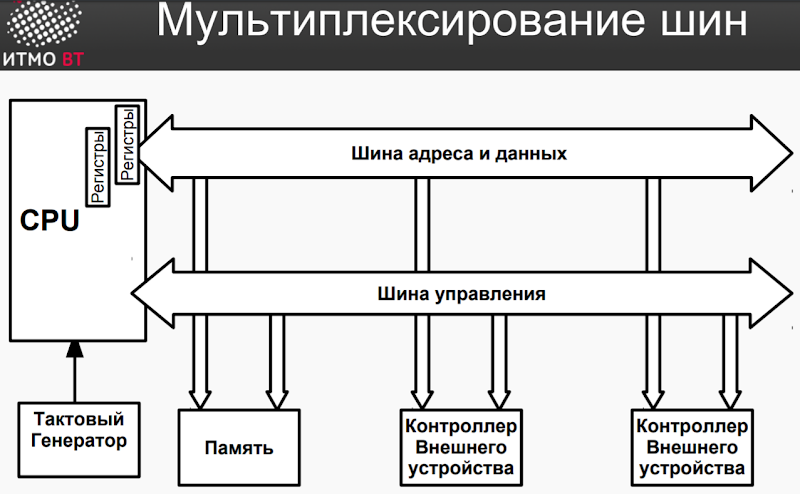 Мультиплексирование шин
ИТМО ВТ
Регистры
Регистры
CPU
Шина адреса и данных
Шина управления
Тактовый
Генератор
Память
Контроллер
Внешнего
устройства
Контроллер
Внешнего
устройства